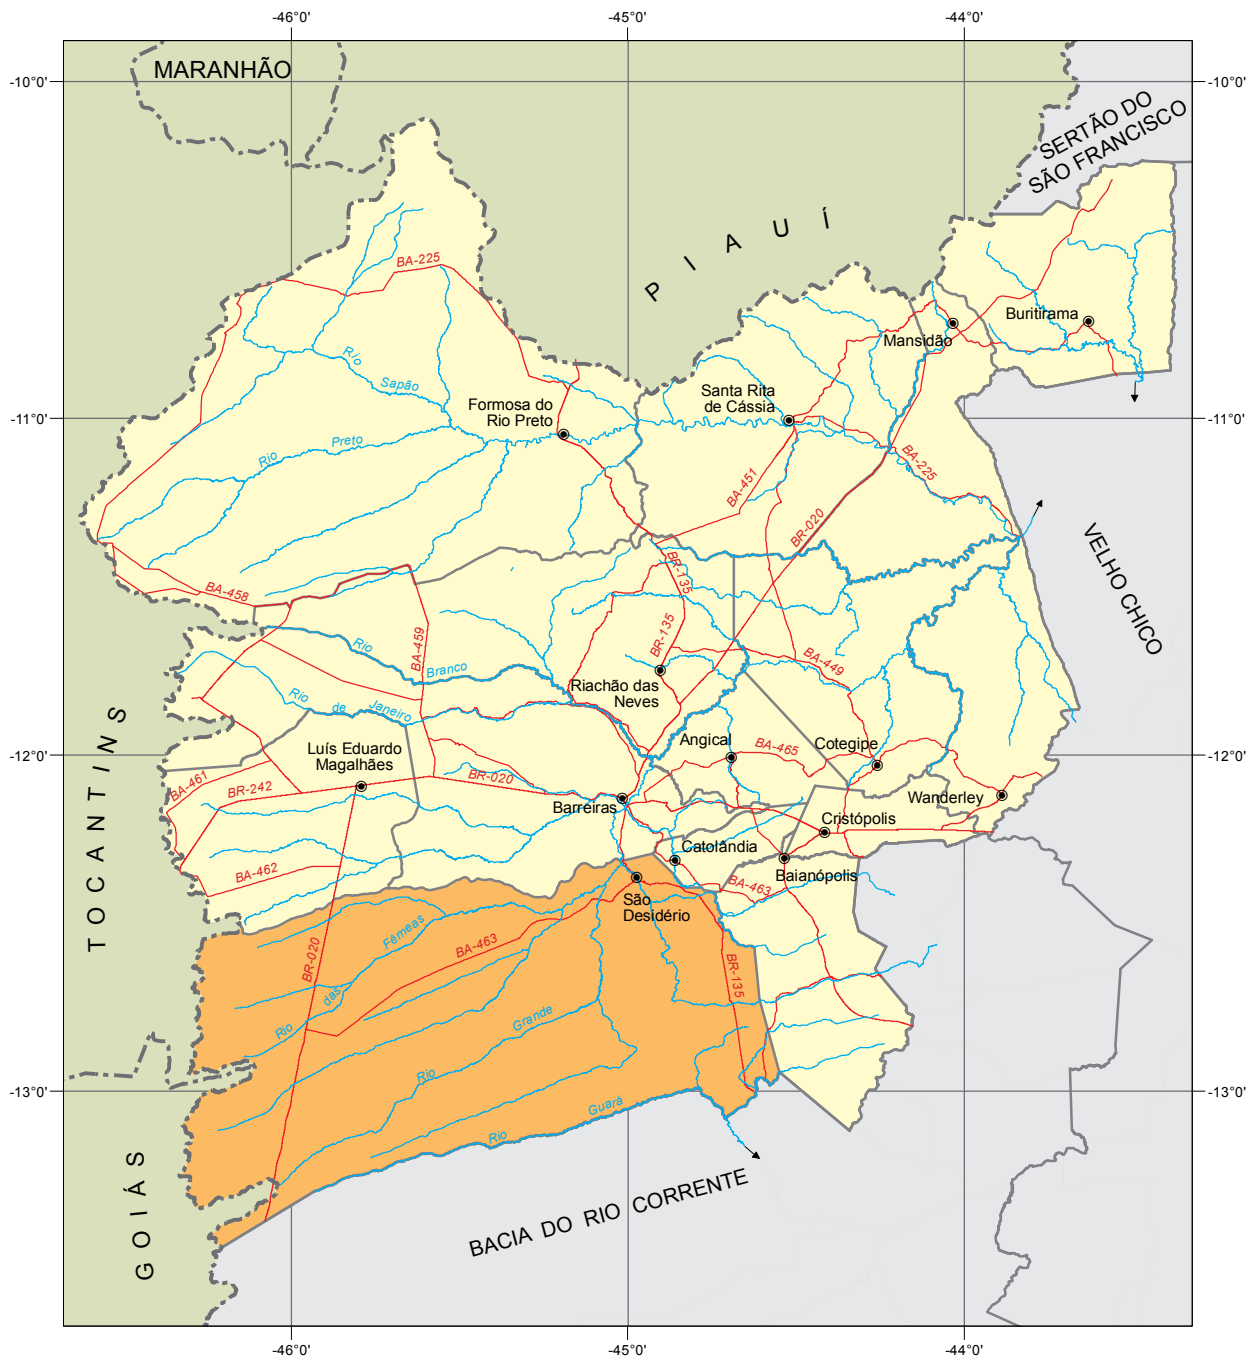 -46°0'
-45°0'
-44°0'
-10°0'
-10°0'
MARANHÃO
SERTÃO DO
SÃO FRANCISCO
PIAUÍ
BA-225
Buritirama
Mansidão
Rio
Sapão
Santa Rita
de Cássia
Formosa do
Rio Preto
-11°0'
-11°0'
Rio
Preto
BA-225
BA-451
BR-020
VELHO CHICO
BR-135
BA-458
BR-135
BA-459
Rio
Branco
BA-449
Riachão das
Neves
Rio
de
Janeiro
TOCANTINS
Angical
BA-465
Cotegipe
-12°0'
-12°0'
Luís Eduardo
Magalhães
BA-461
BR-242
BR-020
Barreiras
Wanderley
Cristópolis
Catolândia
Baianópolis
BA-462
BA-463
São
Desidério
Fêmeas
BA-463
BR-020
BR-135
das
Rio
Grande
Rio
-13°0'
-13°0'
Guará
Rio
GOIÁS
BACIA DO RIO CORRENTE
-46°0'
-45°0'
-44°0'